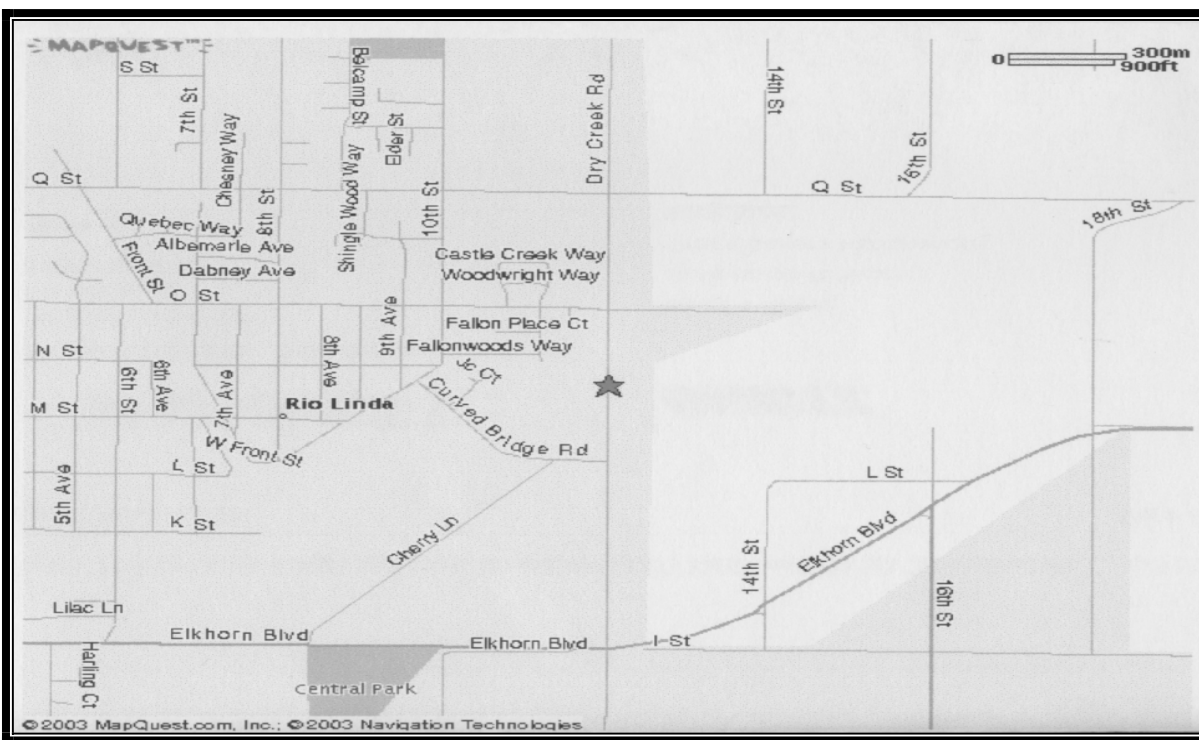 MAPQUEST™
0
300m
900ft
S St
7th St
Chesney Way
8th St
Belcamp St
Elder St
Shingle Wood Way
10th St
Dry Creek Rd
14th St
16th St
Q St
Q St
18th St
Quebec Way
Albemarle Ave
Dabney Ave
Front St
O St
Castle Creek Way
Woodwright Way
Fallon Place Ct
Fallonwoods Way
9th Ave
8th Ave
N St
6th St
6th Ave
7th Ave
Jc Ct
M St
Rio Linda
Curved Bridge Rd
W Front St
L St
5th Ave
K St
Cherry Ln
L St
Elkhorn Blvd
14th St
16th St
Lilac Ln
Elkhorn Blvd
Elkhorn Blvd
I St
Harling Ct
Central Park
©2003 MapQuest.com, Inc.; ©2003 Navigation Technologies